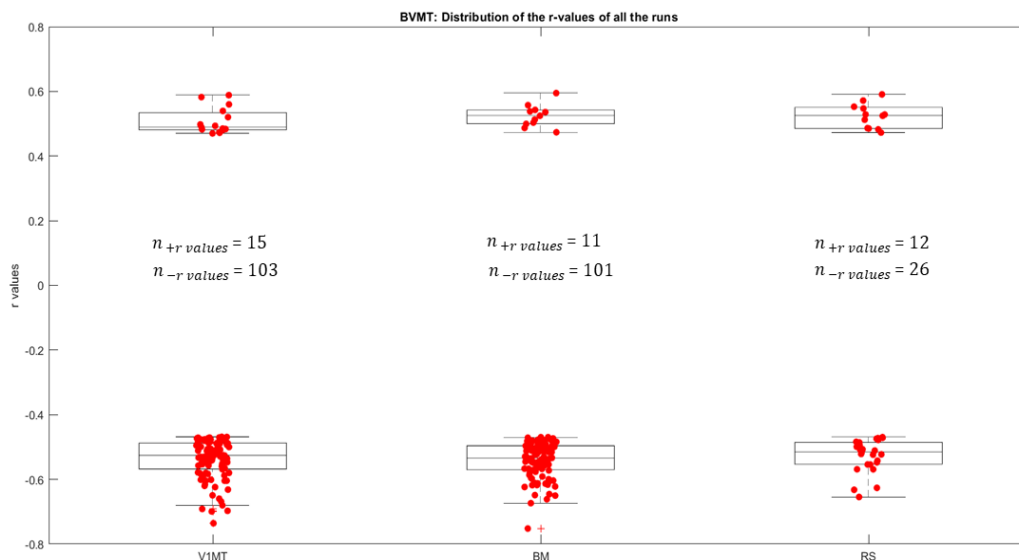 BVMT: Distribution of the r-values of all the runs
0.8
0.6
0.4
0.2
0
-0.2
-0.4
-0.6
-0.8
r values
n +r values = 15
n −r values = 103
n +r values = 11
n −r values = 101
n +r values = 12
n −r values = 26
V1MT
BM
RS